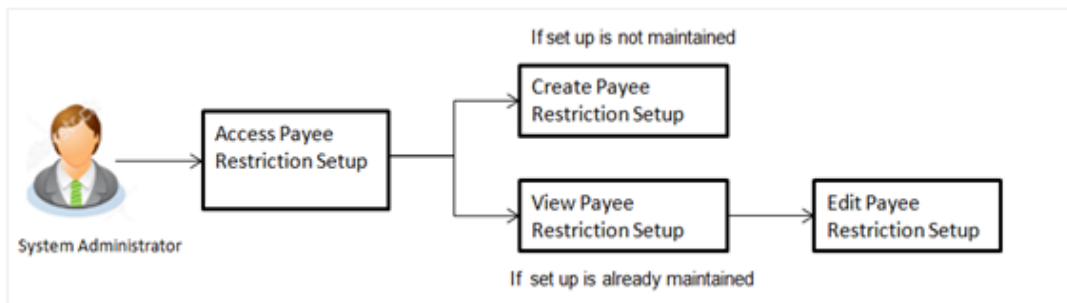 If set up is not maintained
Create Payee
Restriction Setup
Access Payee
Restriction Setup
View Payee
Restriction Setup
Edit Payee
Restriction Setup
System Administrator
If set up is already maintained